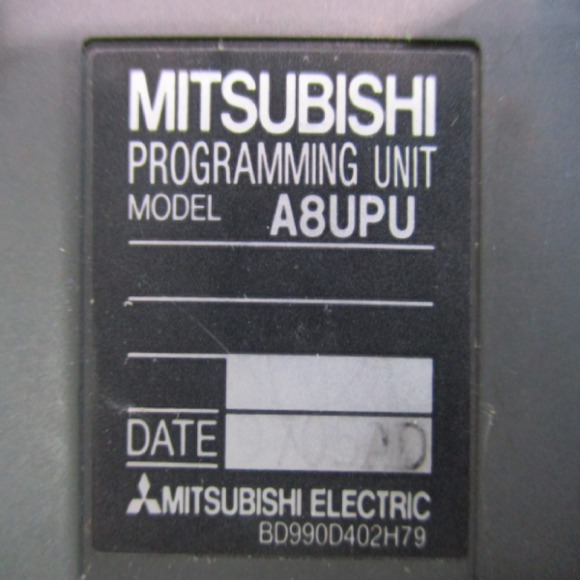 MITSUBISHI
PROGRAMMING UNIT
MODEL A8UPU
DATE
MITSUBISHI ELECTRIC
BD990D402H79